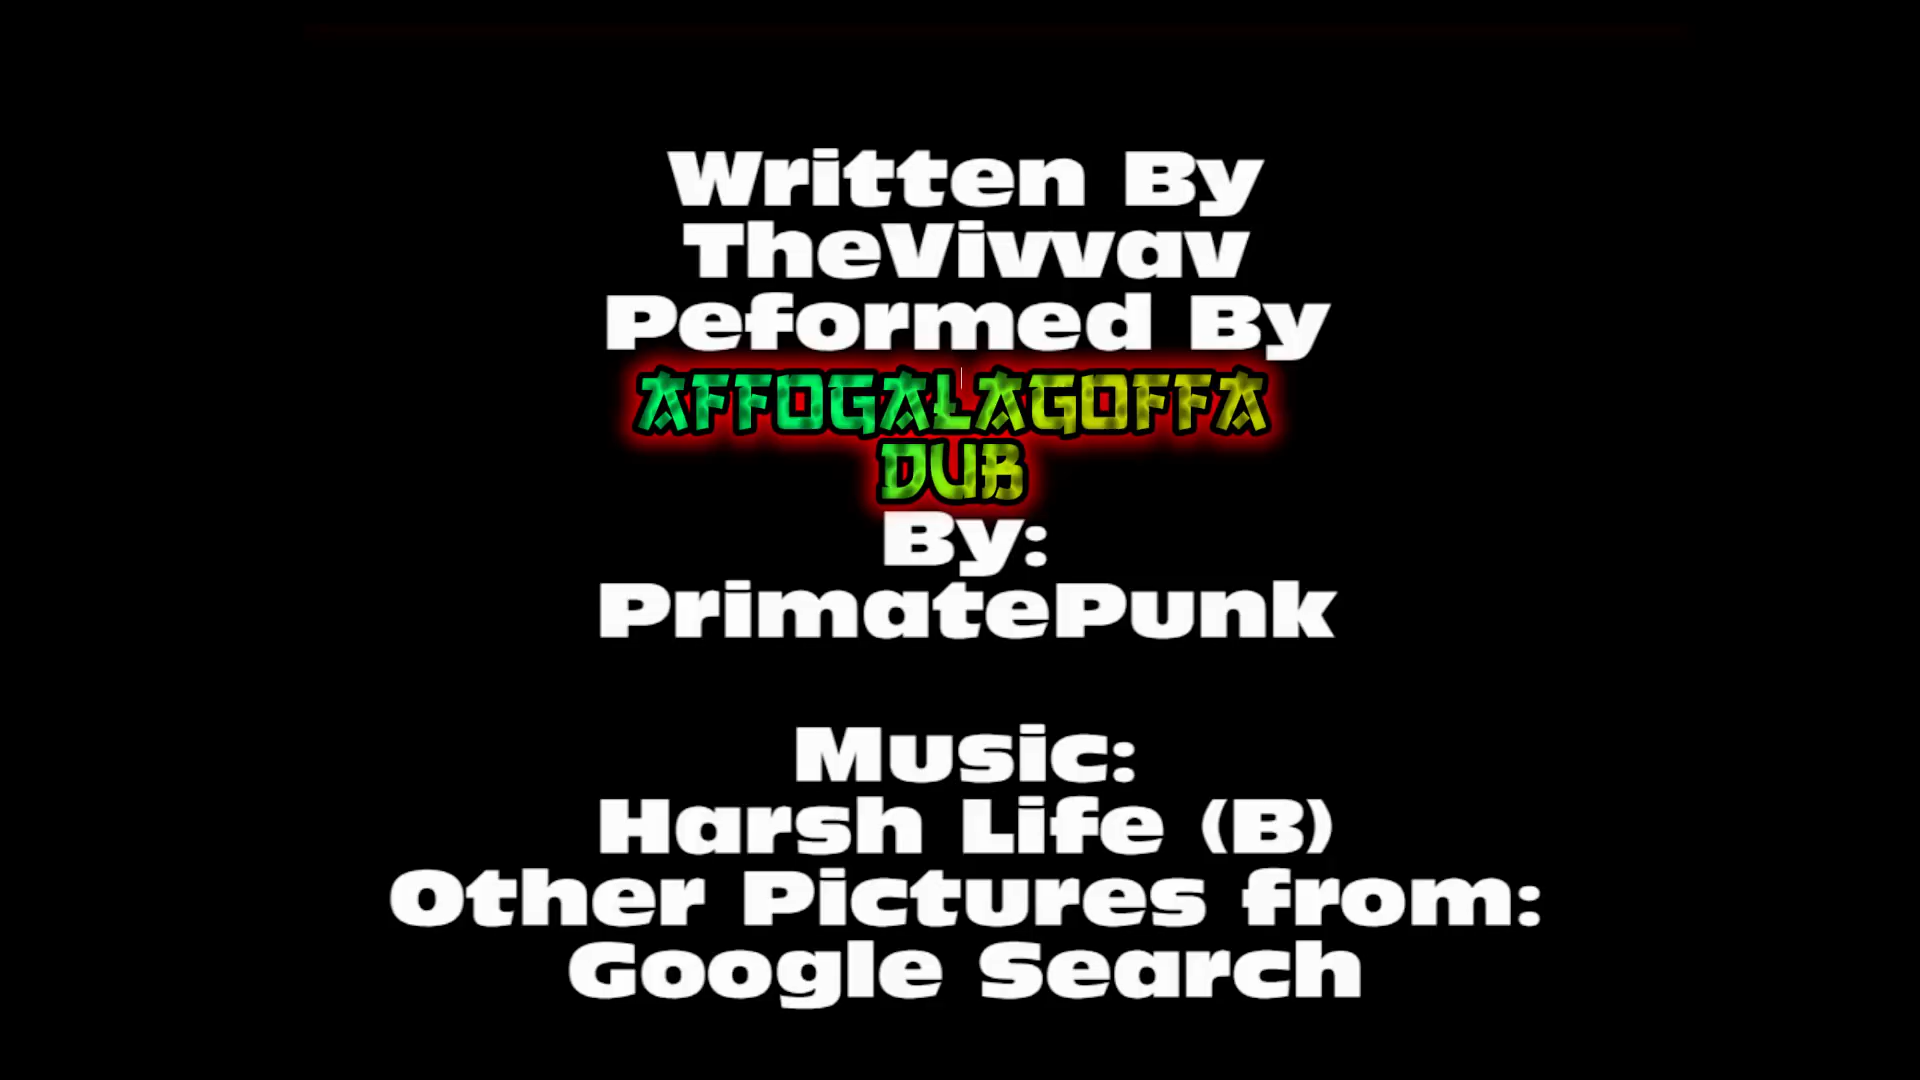 Written By
TheVivvav
Peformed By
AFFOGALAGOFFA
DUB
By:
PrimatePunk
Music:
Harsh Life (B)
Other Pictures from:
Google Search